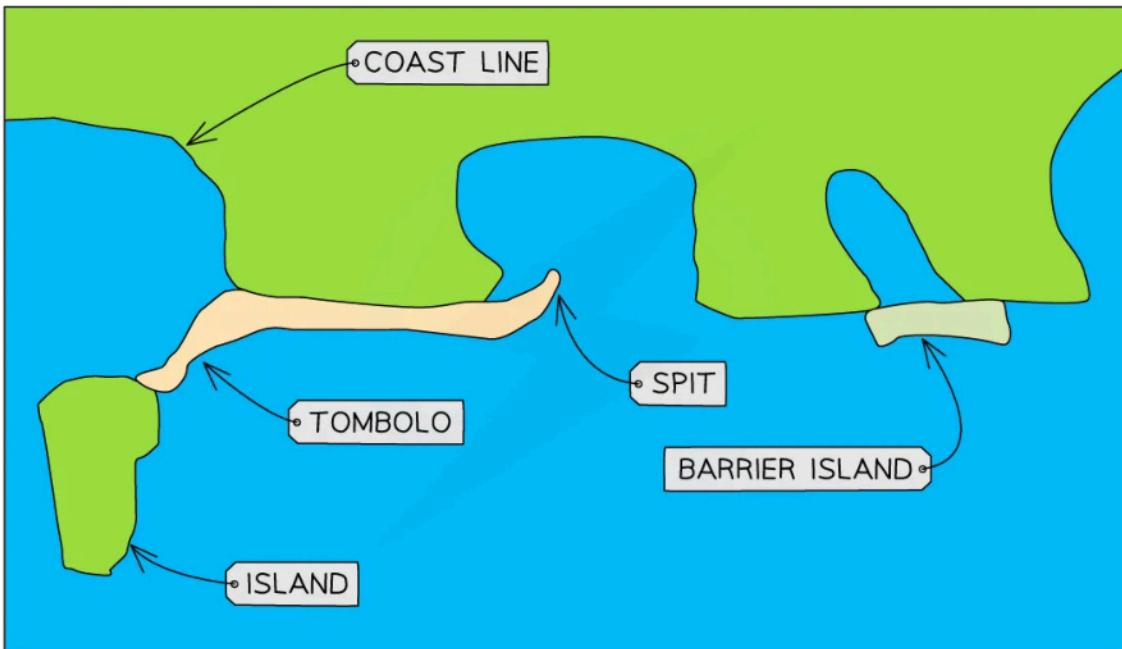 COAST LINE
SPIT
TOMBOLO
BARRIER ISLAND
ISLAND